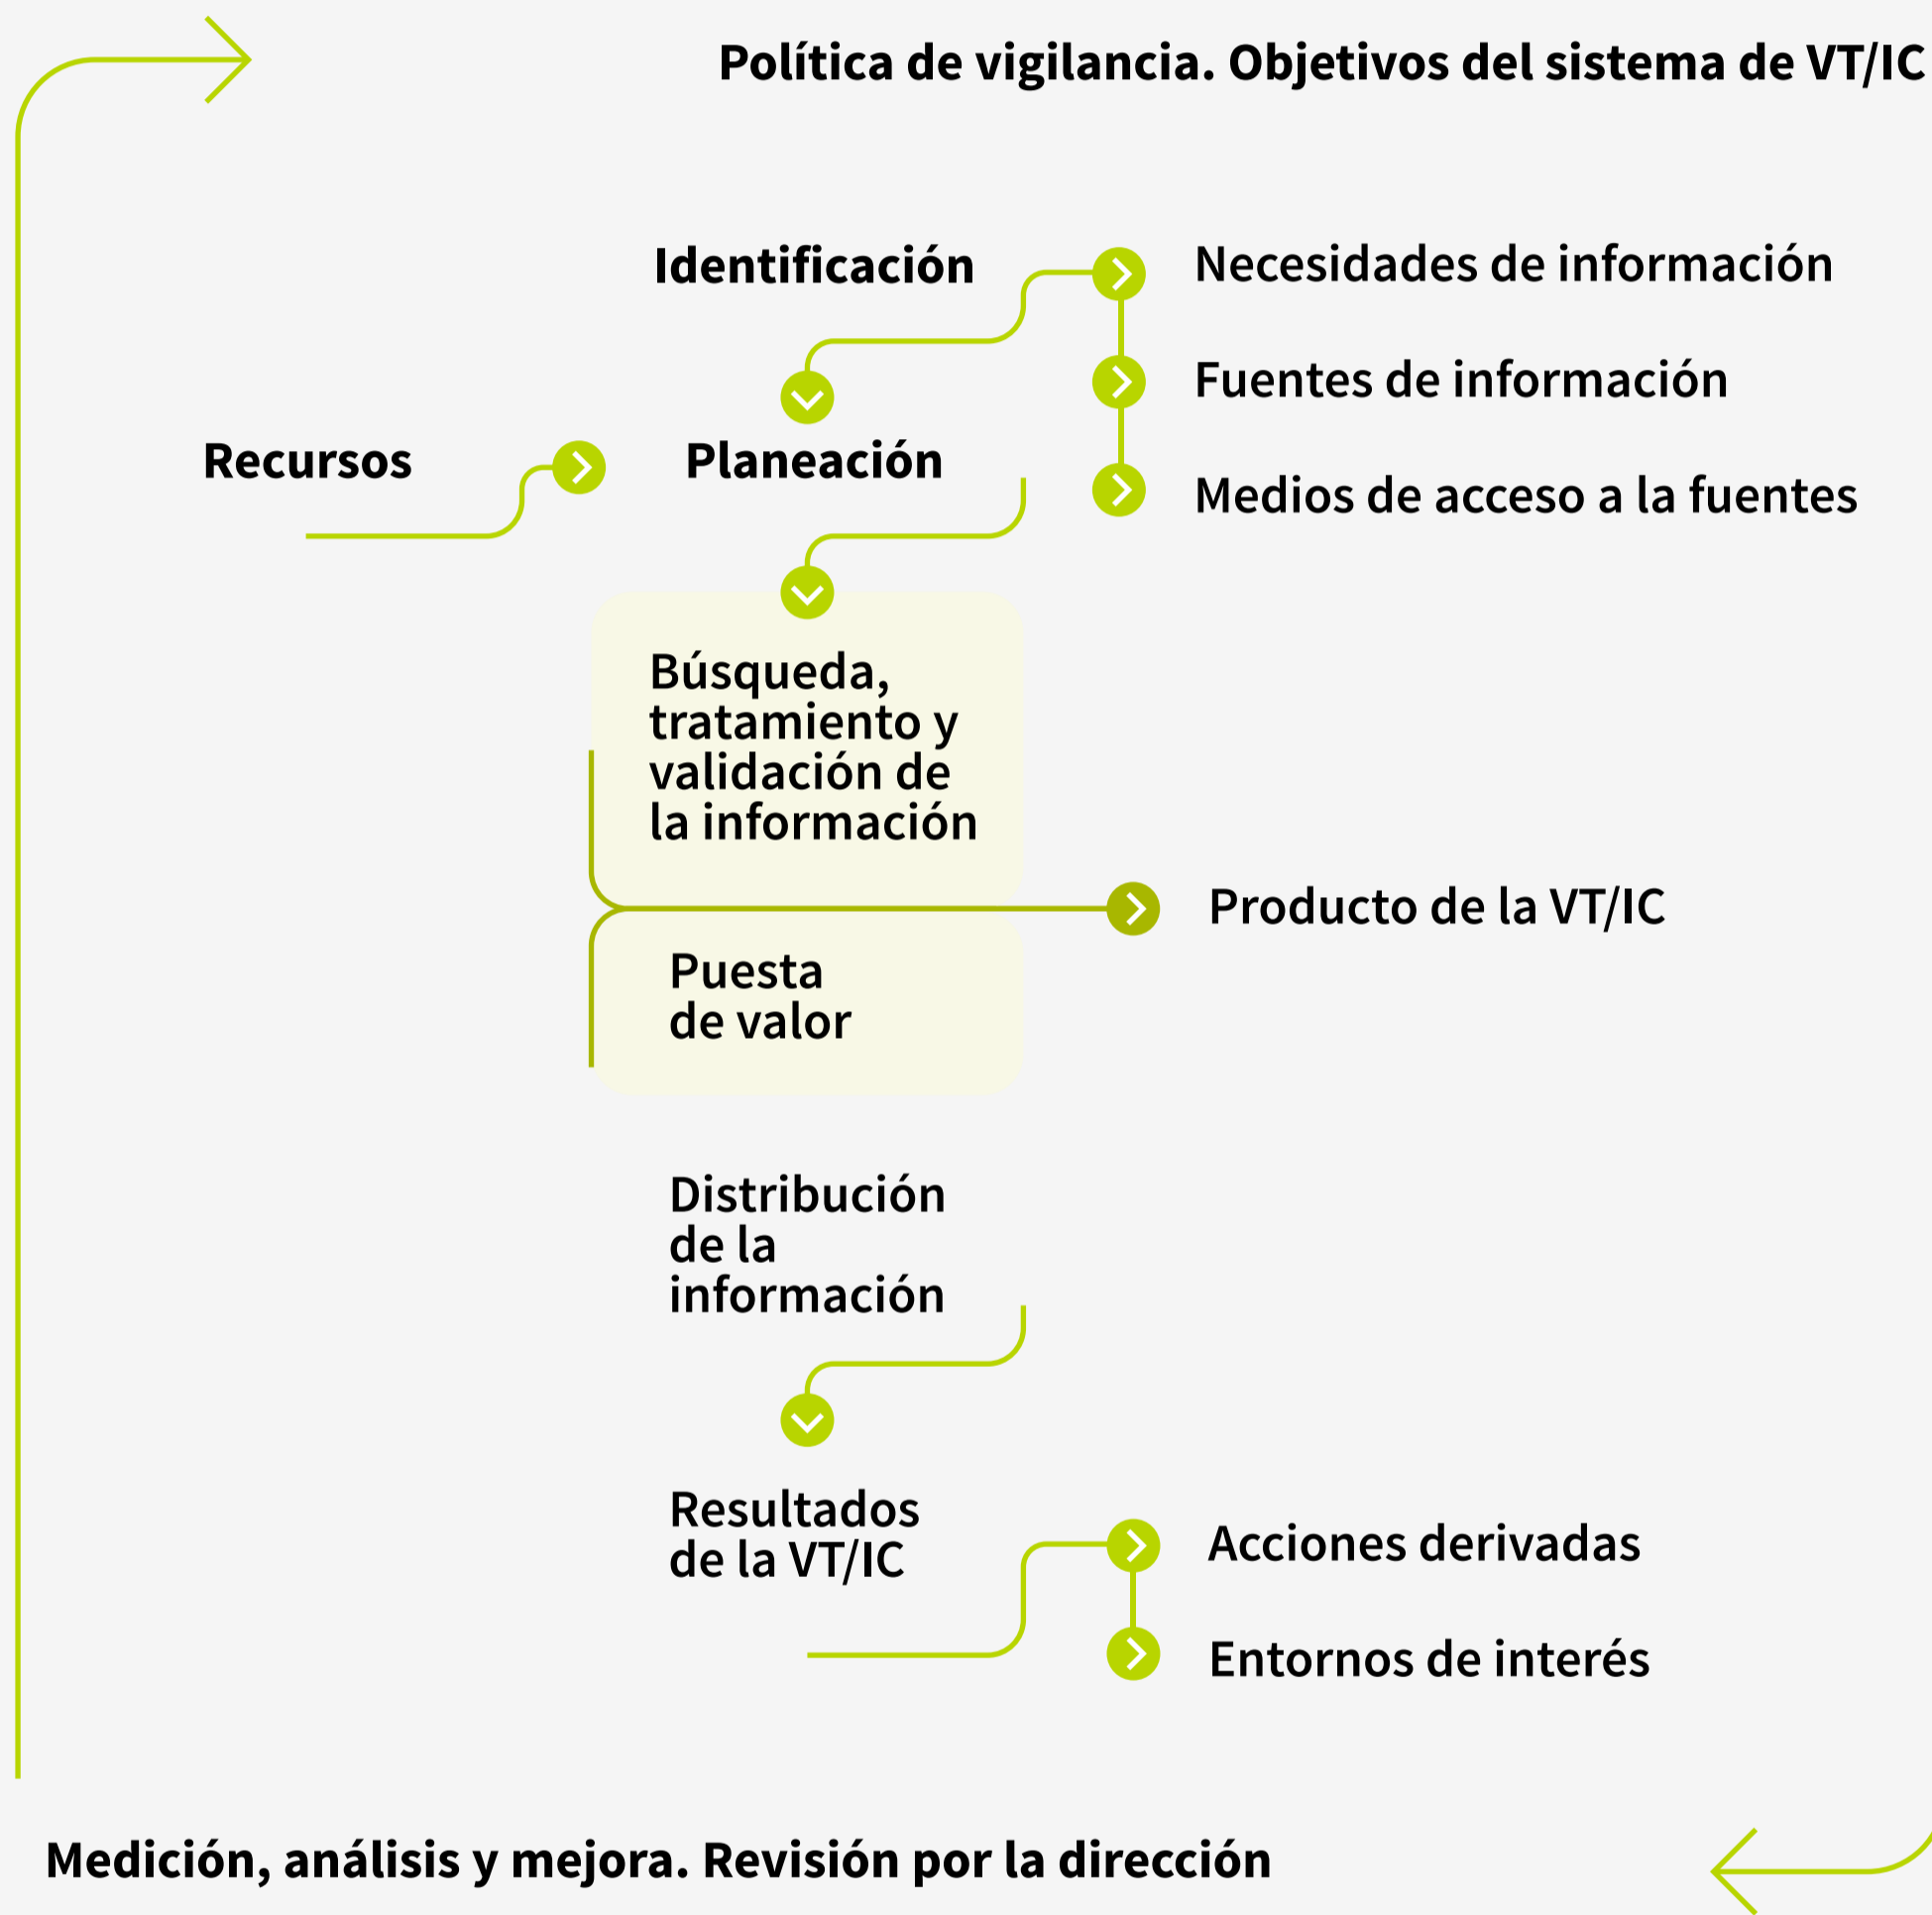 Política de vigilancia. Objetivos del sistema de VT/IC
Identificación
Necesidades de información
Fuentes de información
Recursos
Planeación
Medios de acceso a la fuentes
Búsqueda,
tratamiento y
validación de
la información
Producto de la VT/IC
Puesta
de valor
Distribución
de la
información
Resultados
de la VT/IC
Acciones derivadas
Entornos de interés
Medición, análisis y mejora. Revisión por la dirección